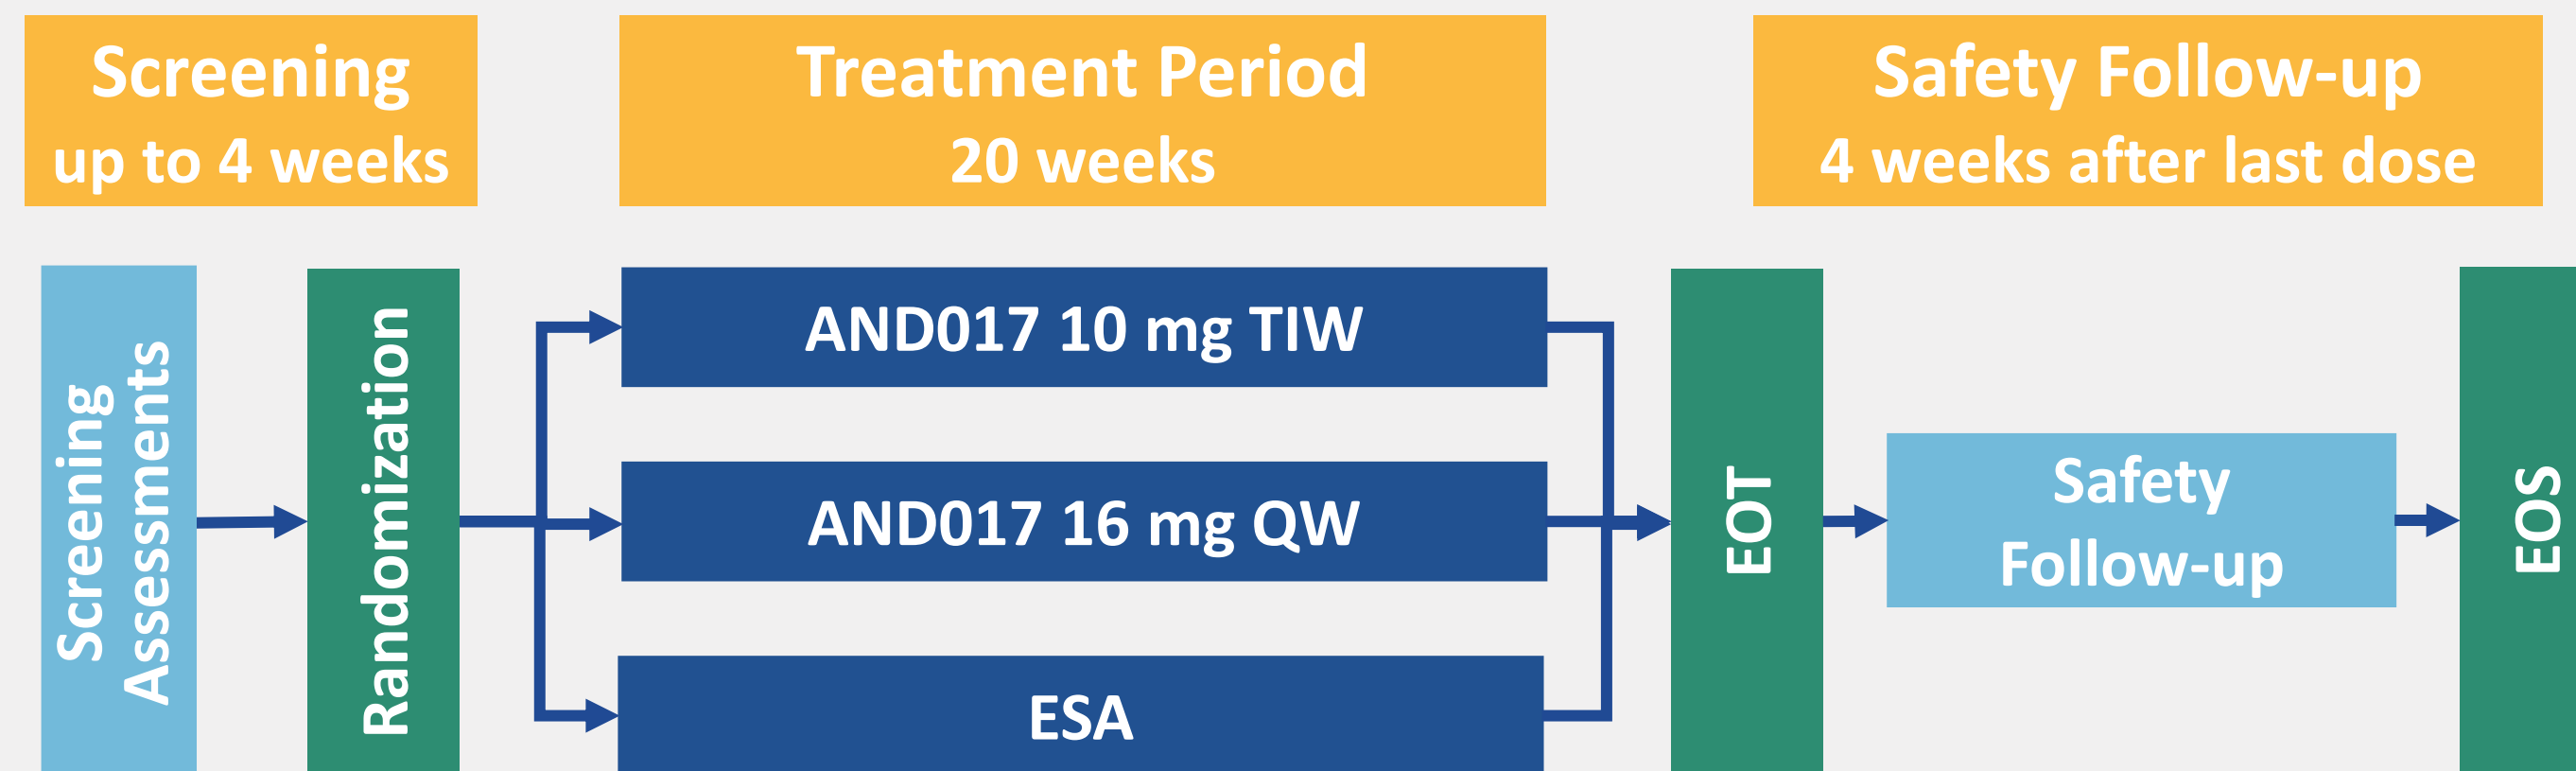 Screening
up to 4 weeks
Treatment Period
20 weeks
Safety Follow-up
4 weeks after last dose
Screening
Assessments
Randomization
AND017 10 mg TIW
AND017 16 mg QW
ESA
EOT
Safety
Follow-up
EOS